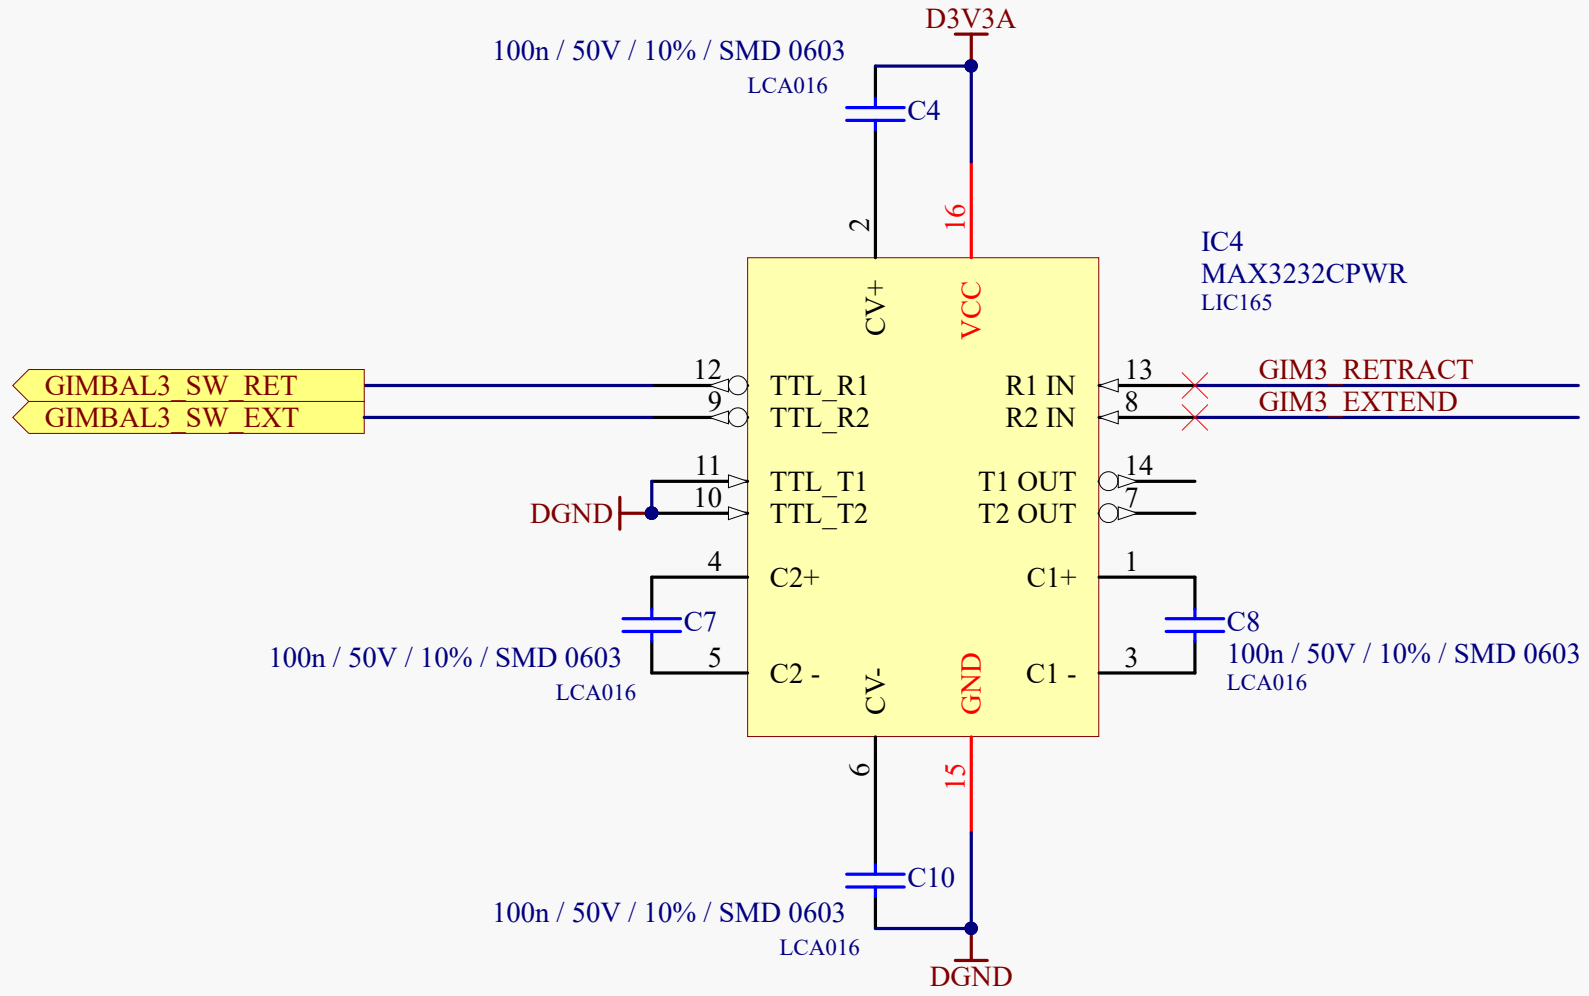 D3V3A
100n / 50V / 10% / SMD 0603
LCA016
C4
2
16
IC4
MAX3232CPWR
LIC165
CV+
VCC
GIMBAL3_SW_RET
12
TTL_R1
R1 IN
13
GIM3_RETRACT
GIMBAL3_SW_EXT
9
TTL_R2
R2 IN
8
GIM3_EXTEND
11
TTL_T1
T1 OUT
14
DGND
10
TTL_T2
T2 OUT
7
4
C2+
C1+
1
C7
100n / 50V / 10% / SMD 0603
LCA016
5
C2 -
C1 -
3
C8
100n / 50V / 10% / SMD 0603
LCA016
CV-
GND
6
15
C10
100n / 50V / 10% / SMD 0603
LCA016
DGND